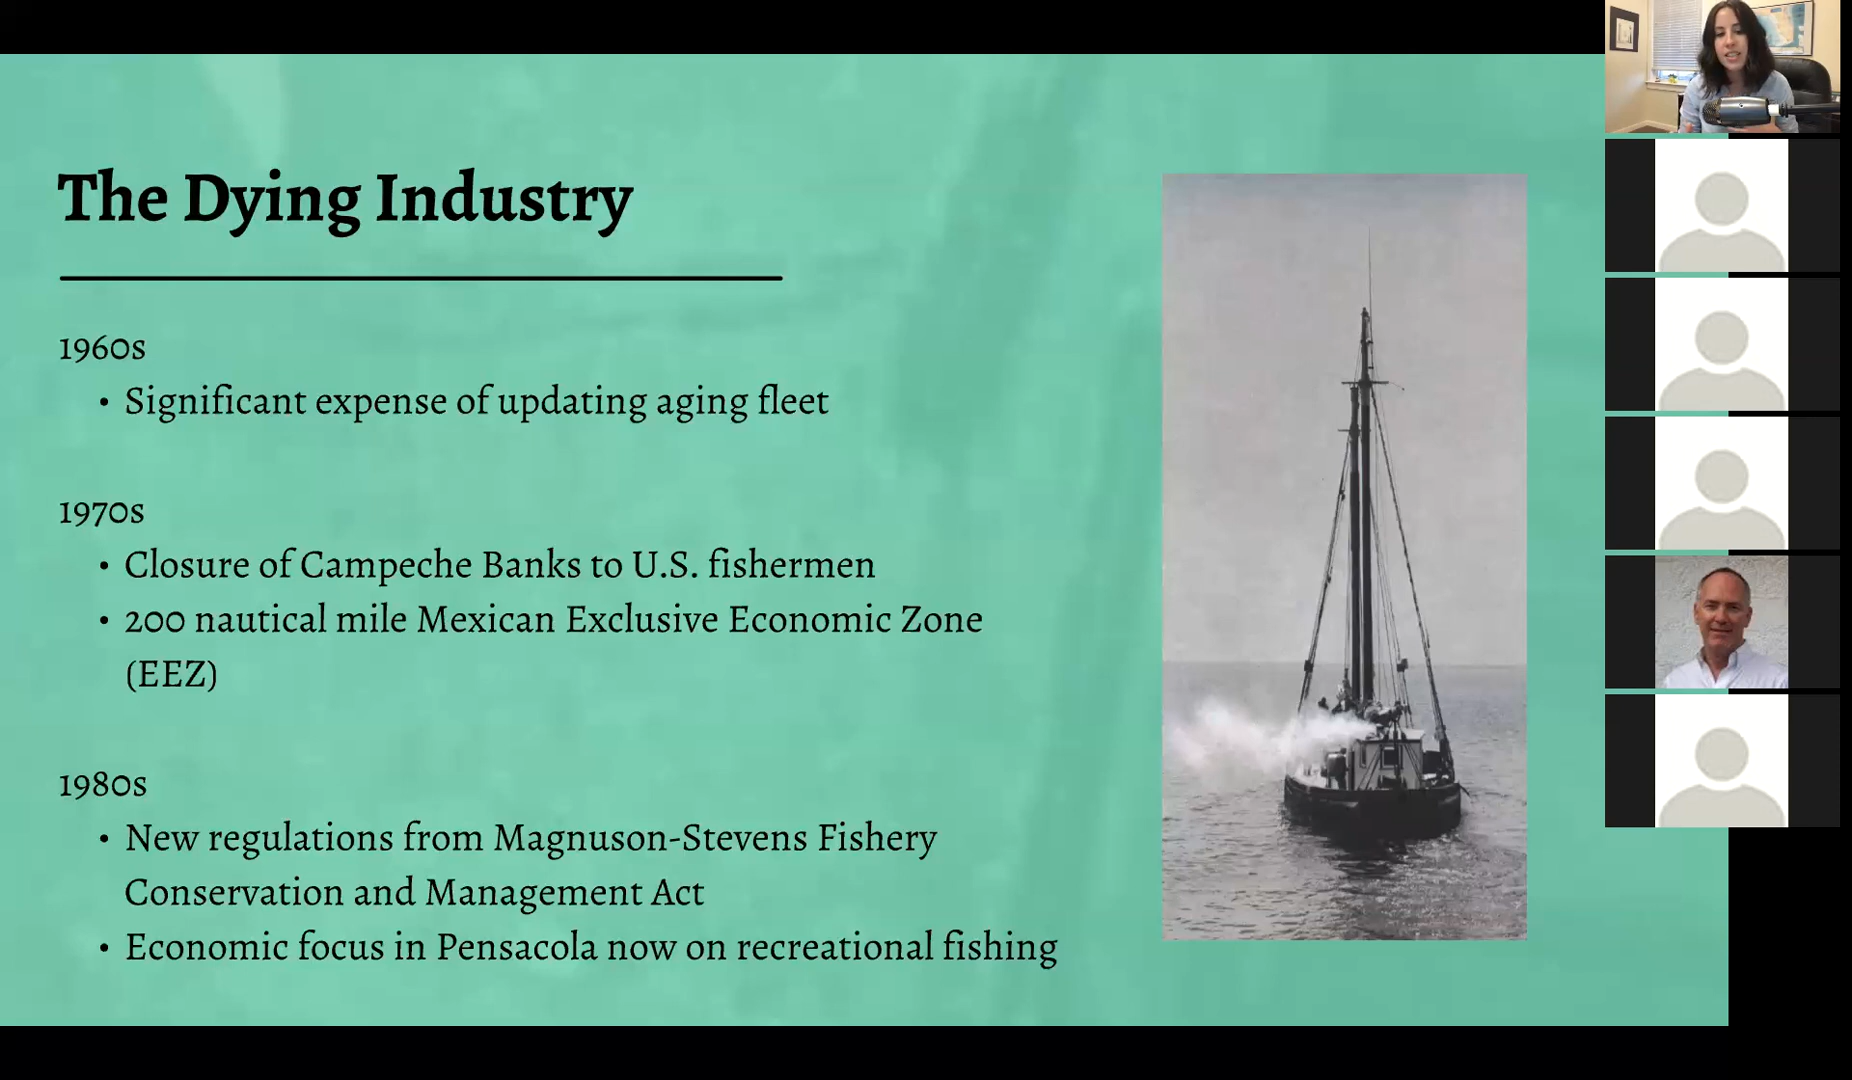 The Dying Industry
1960s
• Significant expense of updating aging fleet
1970s
• Closure of Campeche Banks to U.S. fishermen
• 200 nautical mile Mexican Exclusive Economic Zone
(EEZ)
1980s
• New regulations from Magnuson-Stevens Fishery
Conservation and Management Act
• Economic focus in Pensacola now on recreational fishing